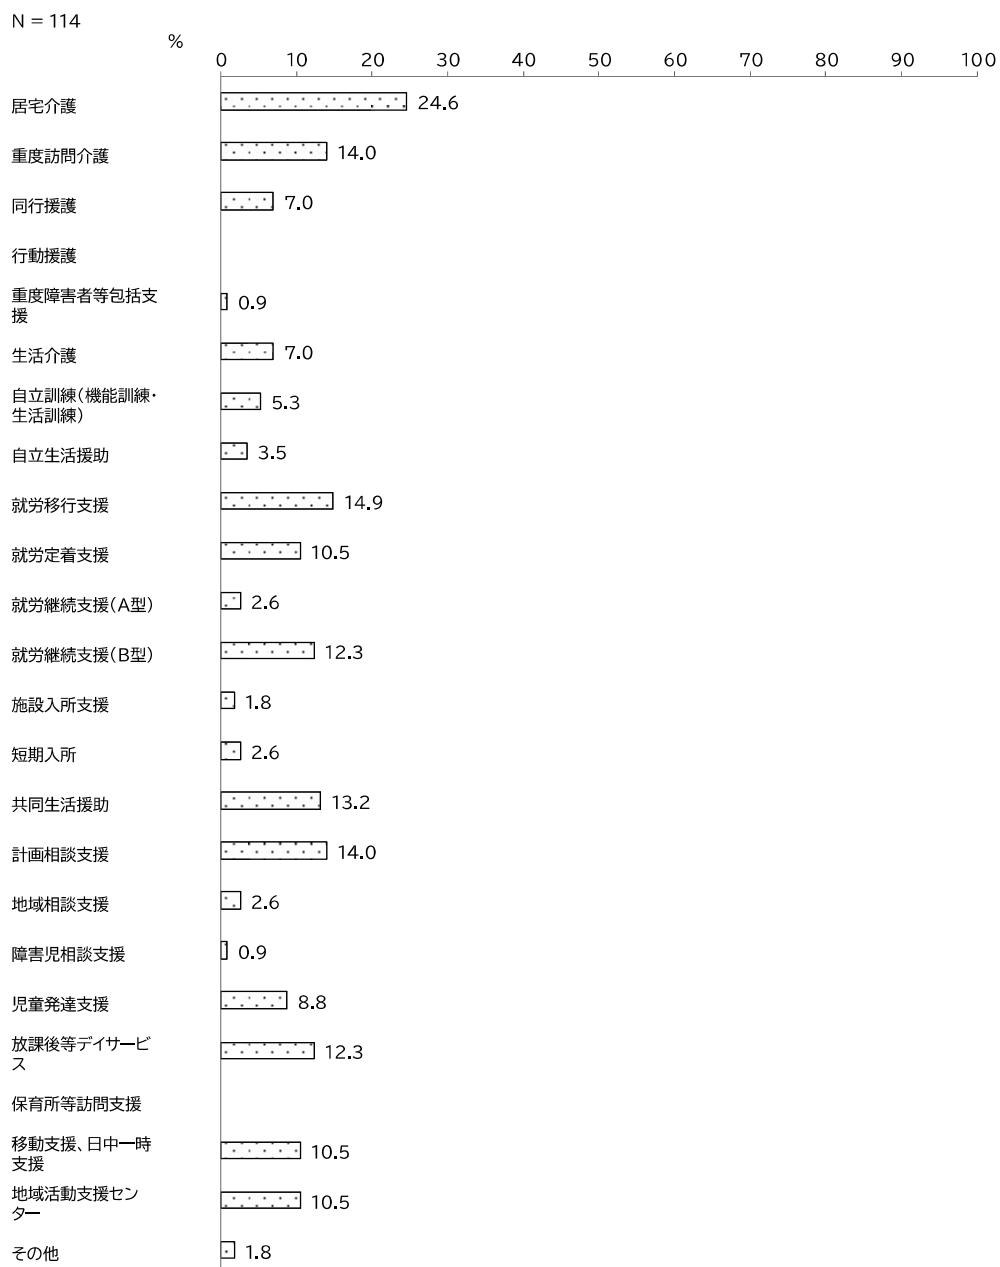 N = 114
%
0 10 20 30 40 50 60 70 80 90 100
居宅介護 24.6
重度訪問介護 14.0
同行援護 7.0
行動援護
重度障害者等包括支
援 0.9
生活介護 7.0
自立訓練(機能訓練・
生活訓練) 5.3
自立生活援助 3.5
就労移行支援 14.9
就労定着支援 10.5
就労継続支援(A型) 2.6
就労継続支援(B型) 12.3
施設入所支援 1.8
短期入所 2.6
共同生活援助 13.2
計画相談支援 14.0
地域相談支援 2.6
障害児相談支援 0.9
児童発達支援 8.8
放課後等デイサービ
ス 12.3
保育所等訪問支援
移動支援、日中一時
支援 10.5
地域活動支援セン
ター 10.5
その他 1.8